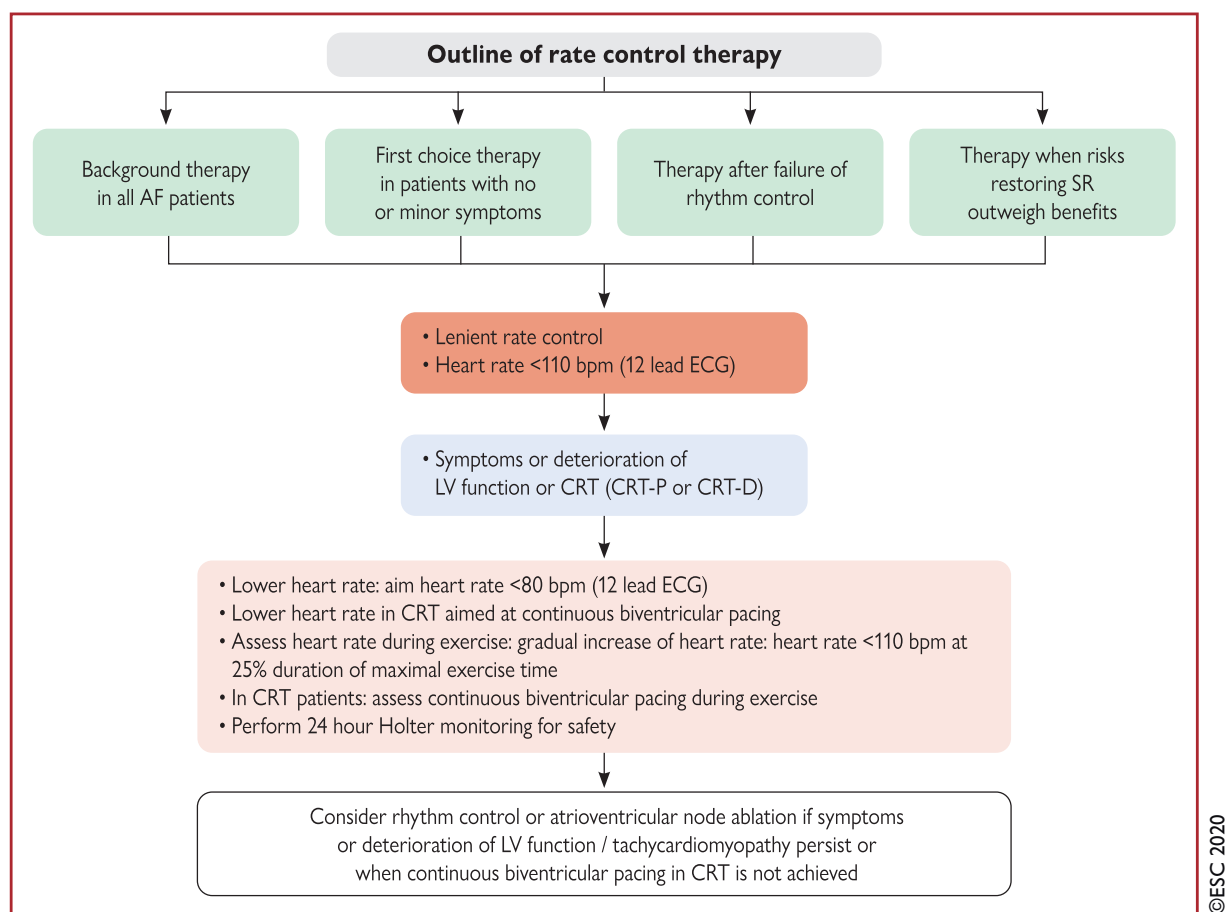 Outline of rate control therapy
Background therapy
in all AF patients
First choice therapy
in patients with no
or minor symptoms
Therapy after failure of
rhythm control
Therapy when risks
restoring SR
outweigh benefits
• Lenient rate control
• Heart rate <110 bpm (12 lead ECG)
• Symptoms or deterioration of
LV function or CRT (CRT-P or CRT-D)
• Lower heart rate: aim heart rate <80 bpm (12 lead ECG)
• Lower heart rate in CRT aimed at continuous biventricular pacing
• Assess heart rate during exercise: gradual increase of heart rate: heart rate <110 bpm at
25% duration of maximal exercise time
• In CRT patients: assess continuous biventricular pacing during exercise
• Perform 24 hour Holter monitoring for safety
Consider rhythm control or atrioventricular node ablation if symptoms
or deterioration of LV function / tachycardiomyopathy persist or
when continuous biventricular pacing in CRT is not achieved
©ESC 2020